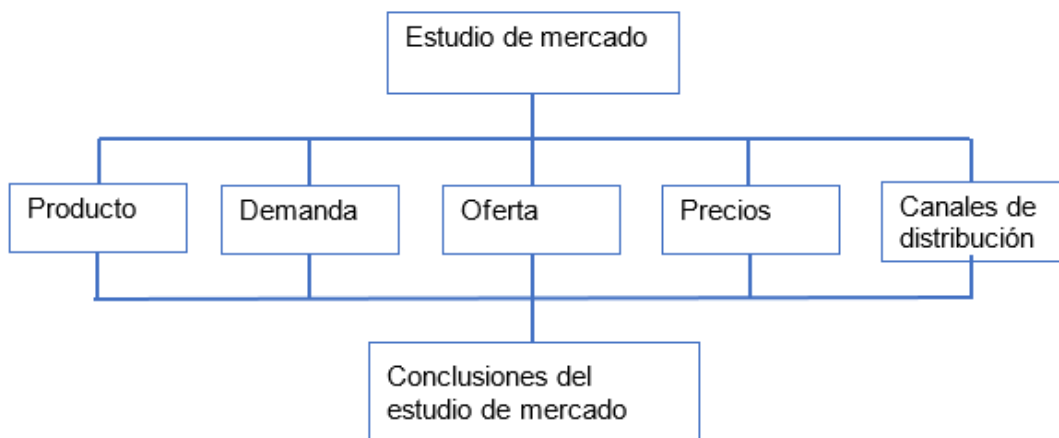 Estudio de mercado
Producto
Demanda
Oferta
Precios
Canales de
distribución
Conclusiones del
estudio de mercado